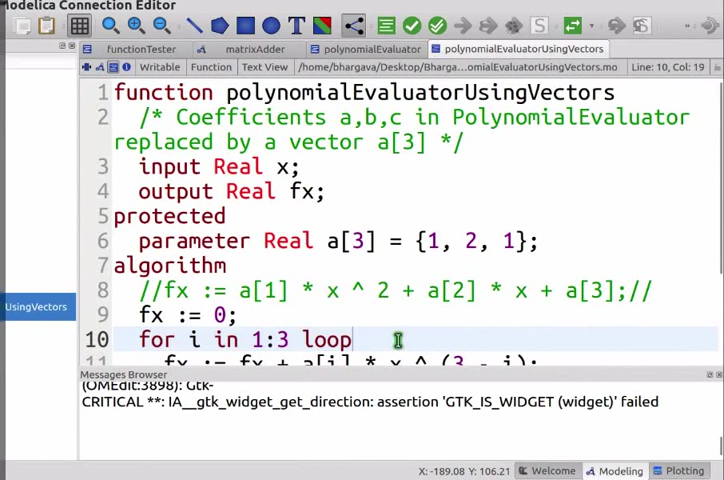 Modelica Connection Editor
functionTester matrixAdder polynomialEvaluator polynomialEvaluatorUsingVectors
Writable Function Text View /home/bhargava/Desktop/Bharga...omialEvaluatorUsingVectors.mo Line: 10, Col: 19
1 function polynomialEvaluatorUsingVectors
2 /* Coefficients a,b,c in PolynomialEvaluator
replaced by a vector a[3] */
3 input Real x;
4 output Real fx;
5 protected
6 parameter Real a[3] = {1, 2, 1};
7 algorithm
8 //fx := a[1] * x ^ 2 + a[2] * x + a[3];//
9 fx := 0;
UsingVectors
10 for i in 1:3 loop
11 fx := fx + a[i] * x ^ (3 - i);
Messages Browser
(OMEdit:3898): Gtk-
CRITICAL **: IA__gtk_widget_get_direction: assertion 'GTK_IS_WIDGET (widget)' failed
X: -189.08 Y: 106.21 Welcome Modeling Plotting